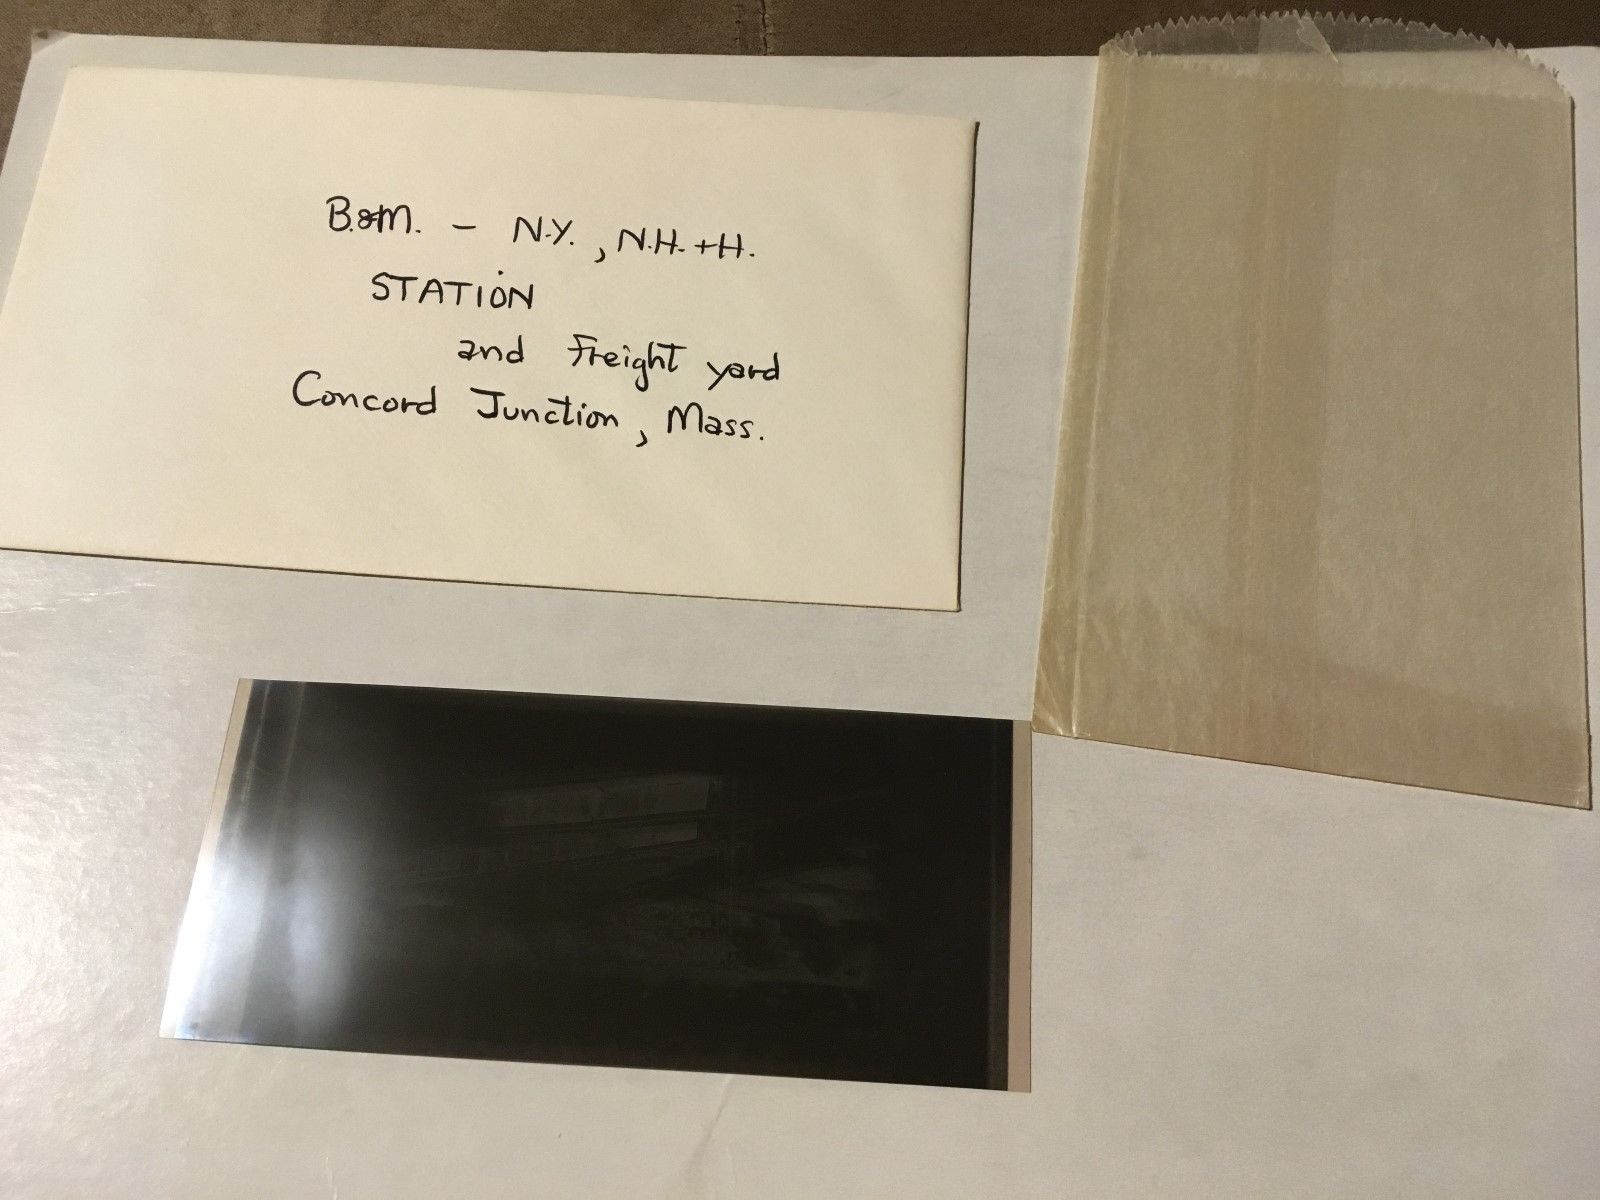 B.&M. - N.Y., N.H.+H.
STATION
and Freight yard
Concord Junction, Mass.